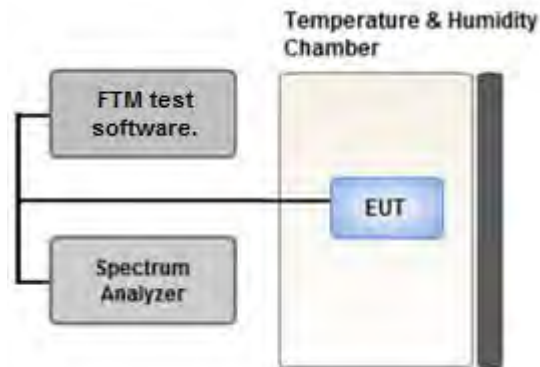 Temperature & Humidity
Chamber
FTM test
software.
EUT
Spectrum
Analyzer